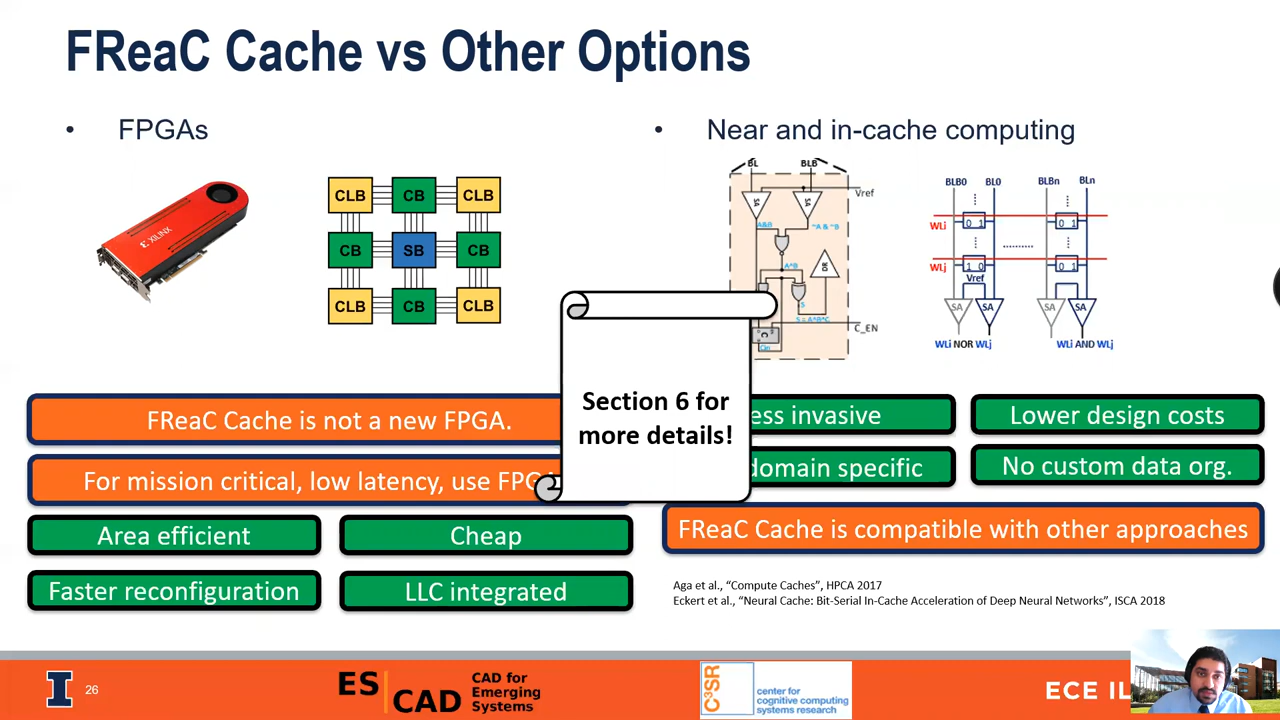 FReaC Cache vs Other Options
• FPGAs
XILINX
CLB CB CLB
CB SB CB
CLB CB CLB
FReaC Cache is not a new FPGA.
For mission critical, low latency, use
Area efficient
Cheap
Faster reconfiguration
LLC integrated
Section 6 for
more details!
• Near and in-cache computing
BL BLB
Vref
SA SA
A&B ~A & ~B
A^B
DR
S
S = A^B^C
C
C_EN
Cin
BLB0 BL0 BLBn BLn
WLi
0 1 0 1
WLj
1 0 0 1
Vref
SA SA SA SA
WLi NOR WLj WLi AND WLj
invasive
Lower design costs
domain specific
No custom data org.
FReaC Cache is compatible with other approaches
Aga et al., “Compute Caches”, HPCA 2017
Eckert et al., “Neural Cache: Bit-Serial In-Cache Acceleration of Deep Neural Networks”, ISCA 2018
I
26
ES CAD
CAD for
Emerging
Systems
C³SR
center for
cognitive computing
systems research
ECE